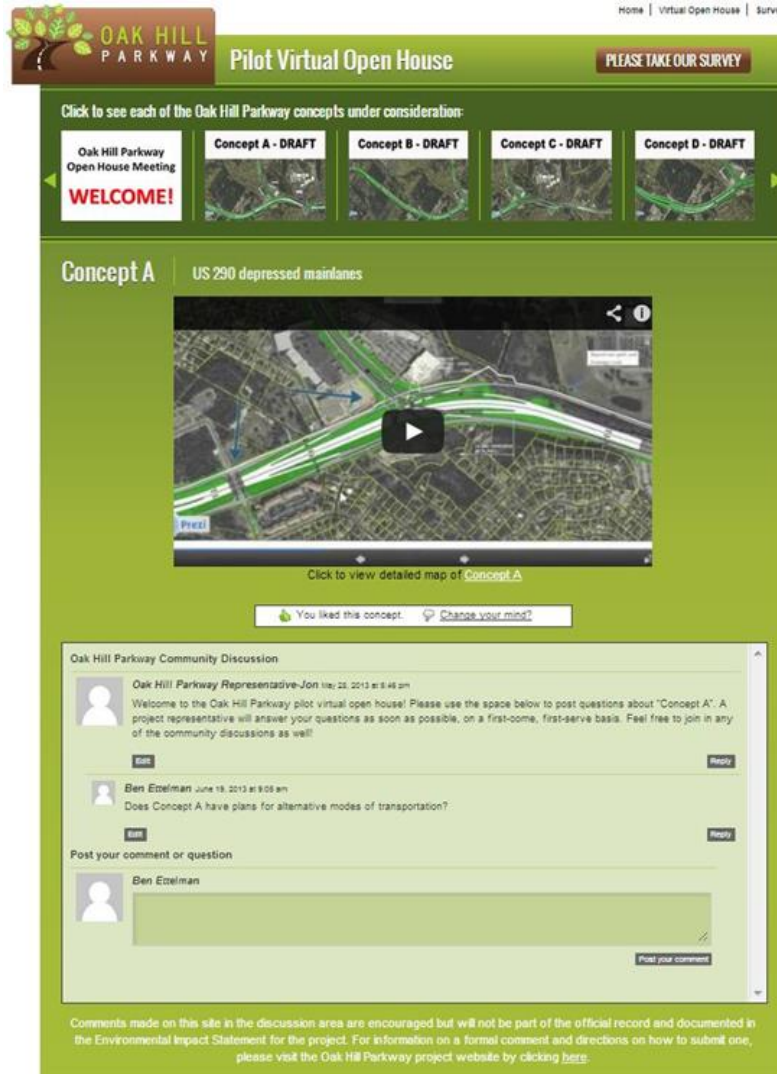 Home | Virtual Open House | Surve
OAK HILL
PARKWAY
Pilot Virtual Open House
PLEASE TAKE OUR SURVEY
Click to see each of the Oak Hill Parkway concepts under consideration:
Oak Hill Parkway
Open House Meeting
WELCOME!
Concept A - DRAFT
Concept B - DRAFT
Concept C - DRAFT
Concept D - DRAFT
Concept A
US 290 depressed mainlanes
Prezi
Click to view detailed map of Concept A
You liked this concept. Change your mind?
Oak Hill Parkway Community Discussion
Oak Hill Parkway Representative-Jon May 28, 2013 at 5:46 pm
Welcome to the Oak Hill Parkway pilot virtual open house! Please use the space below to post questions about "Concept A". A
project representative will answer your questions as soon as possible, on a first-come, first-serve basis. Feel free to join in any
of the community discussions as well!
Edit
Reply
Ben Ettelman June 19, 2013 at 9:05 am
Does Concept A have plans for alternative modes of transportation?
Edit
Reply
Post your comment or question
Ben Ettelman
Post your comment
Comments made on this site in the discussion area are encouraged but will not be part of the official record and documented in
the Environmental Impact Statement for the project. For information on a formal comment and directions on how to submit one,
please visit the Oak Hill Parkway project website by clicking here.